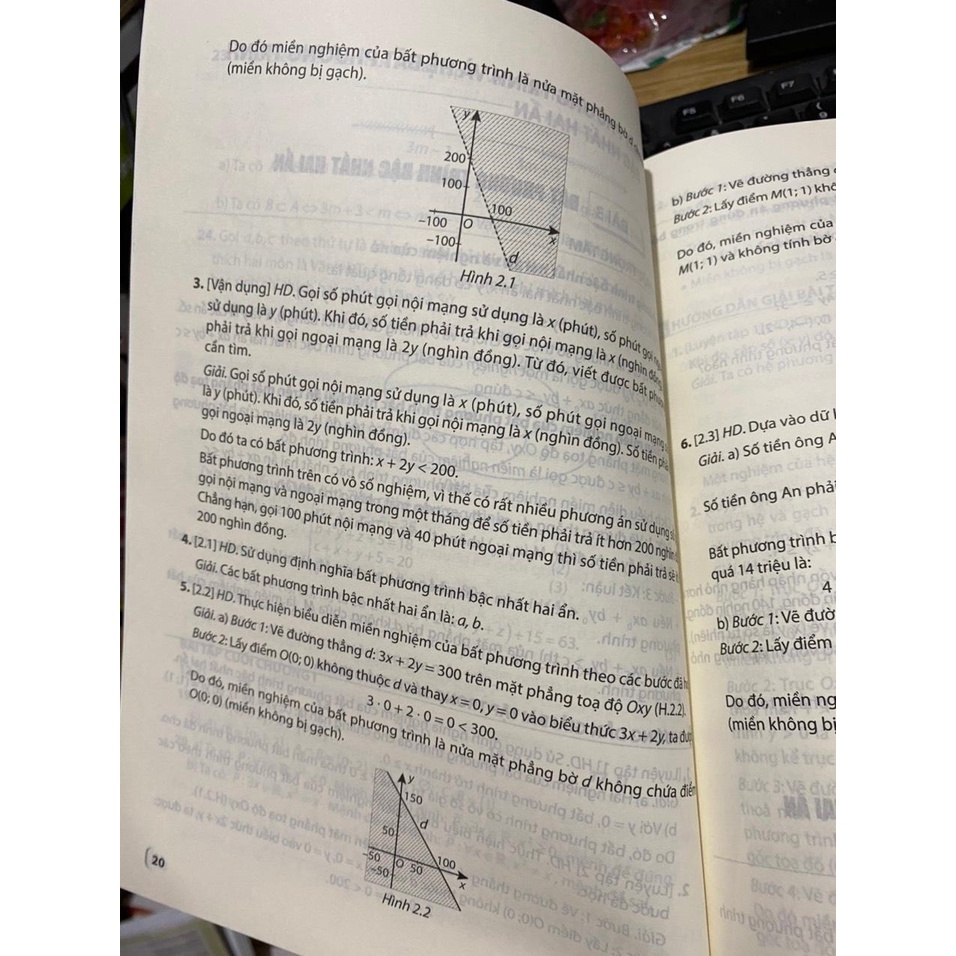 Do đó miền nghiệm của bất phương trình là nửa mặt phẳng bờ d
(miền không bị gạch).
y
200
100
100
-100
O
x
-100
d
Hình 2.1
3. [Vận dụng] HD. Gọi số phút gọi nội mạng sử dụng là x (phút), số phút gọi
sử dụng là y (phút). Khi đó, số tiền phải trả khi gọi nội mạng là x (nghìn
phải trả khi gọi ngoại mạng là 2y (nghìn đồng). Từ đó, viết được bất
cần tìm.
Giải. Gọi số phút gọi nội mạng sử dụng là x (phút), số phút gọi ngoại mạng
là y (phút). Khi đó, số tiền phải trả khi gọi nội mạng là x (nghìn đồng). Số tiền
gọi ngoại mạng là 2y (nghìn đồng).
Do đó ta có bất phương trình: x + 2y < 200.
Bất phương trình trên có vô số nghiệm, vì thế có rất nhiều phương án sử dụng
gọi nội mạng và ngoại mạng trong một tháng để số tiền phải trả ít hơn 200 nghìn
Chẳng hạn, gọi 100 phút nội mạng và 40 phút ngoại mạng thì số tiền phải trả
200 nghìn đồng.
4. [2.1] HD. Sử dụng định nghĩa bất phương trình bậc nhất hai ẩn.
Giải. Các bất phương trình bậc nhất hai ẩn là: a, b.
5. [2.2] HD. Thực hiện biểu diễn miền nghiệm của bất phương trình theo các bước
Giải. a) Bước 1: Vẽ đường thẳng d: 3x + 2y = 300 trên mặt phẳng toạ độ Oxy (H.2.2).
Bước 2: Lấy điểm O(0; 0) không thuộc d và thay x = 0, y = 0 vào biểu thức 3x + 2y, ta
3 · 0 + 2 · 0 = 0 < 300.
Do đó, miền nghiệm của bất phương trình là nửa mặt phẳng bờ d không chứa điểm
O(0; 0) (miền không bị gạch).
y
150
d
50
-50
O
50
100
-50
x
Hình 2.2
20
b) Bước 1: Vẽ đường thẳng
Bước 2: Lấy điểm M(1; 1)
Do đó, miền nghiệm của
M(1; 1) và không tính bờ
6. [2.3] HD. Dựa vào dữ
Giải. a) Số tiền ông
Số tiền ông An phải
Bất phương trình
quá 14 triệu là:
4
b) Bước 1: Vẽ
Bước 2: Lấy điểm
Do đó, miền
(miền không bị
F5
F6
F7